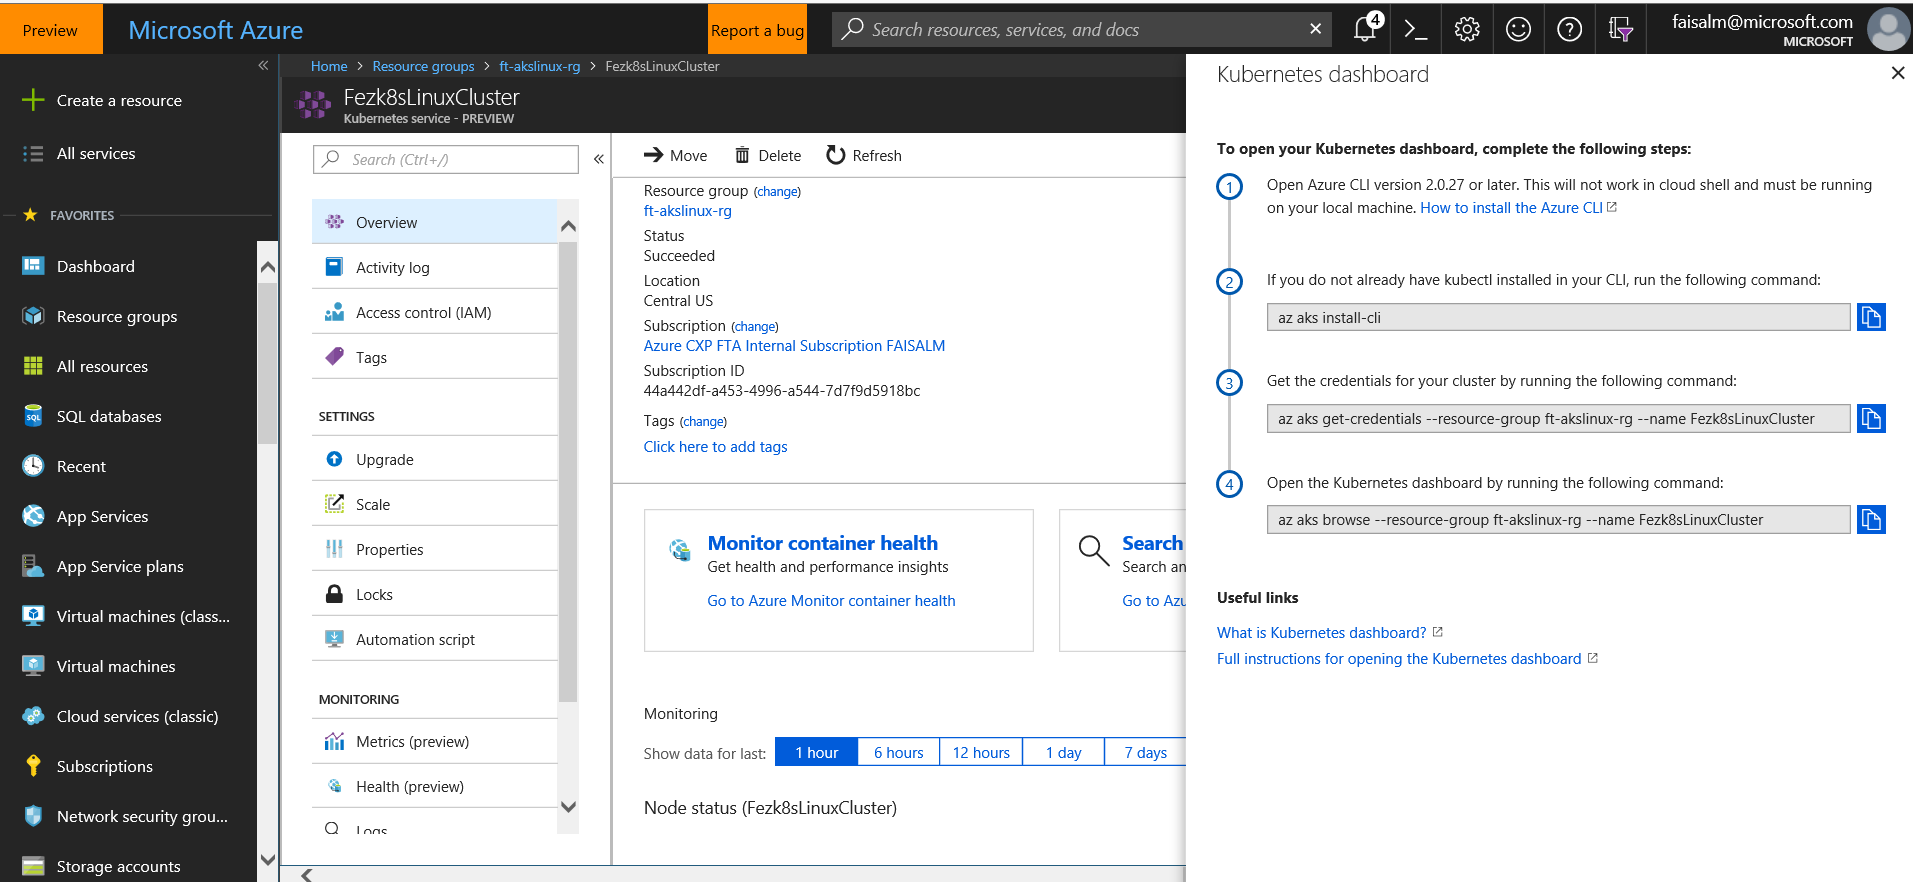 Preview
Microsoft Azure
Report a bug
Search resources, services, and docs
4
faisalm@microsoft.com
MICROSOFT
Create a resource
All services
FAVORITES
Dashboard
Resource groups
All resources
SQL databases
Recent
App Services
App Service plans
Virtual machines (class...
Virtual machines
Cloud services (classic)
Subscriptions
Network security grou...
Storage accounts
Home > Resource groups > ft-akslinux-rg > Fezk8sLinuxCluster
Fezk8sLinuxCluster
Kubernetes service - PREVIEW
Search (Ctrl+/)
Overview
Activity log
Access control (IAM)
Tags
SETTINGS
Upgrade
Scale
Properties
Locks
Automation script
MONITORING
Metrics (preview)
Health (preview)
Logs
Move Delete Refresh
Resource group (change)
ft-akslinux-rg
Status
Succeeded
Location
Central US
Subscription (change)
Azure CXP FTA Internal Subscription FAISALM
Subscription ID
44a442df-a453-4996-a544-7d7f9d5918bc
Tags (change)
Click here to add tags
Monitor container health
Get health and performance insights
Go to Azure Monitor container health
Search
Search an
Go to Azu
Monitoring
Show data for last: 1 hour 6 hours 12 hours 1 day 7 days
Node status (Fezk8sLinuxCluster)
Kubernetes dashboard
To open your Kubernetes dashboard, complete the following steps:
1 Open Azure CLI version 2.0.27 or later. This will not work in cloud shell and must be running
on your local machine. How to install the Azure CLI
2 If you do not already have kubectl installed in your CLI, run the following command:
az aks install-cli
3 Get the credentials for your cluster by running the following command:
az aks get-credentials --resource-group ft-akslinux-rg --name Fezk8sLinuxCluster
4 Open the Kubernetes dashboard by running the following command:
az aks browse --resource-group ft-akslinux-rg --name Fezk8sLinuxCluster
Useful links
What is Kubernetes dashboard?
Full instructions for opening the Kubernetes dashboard